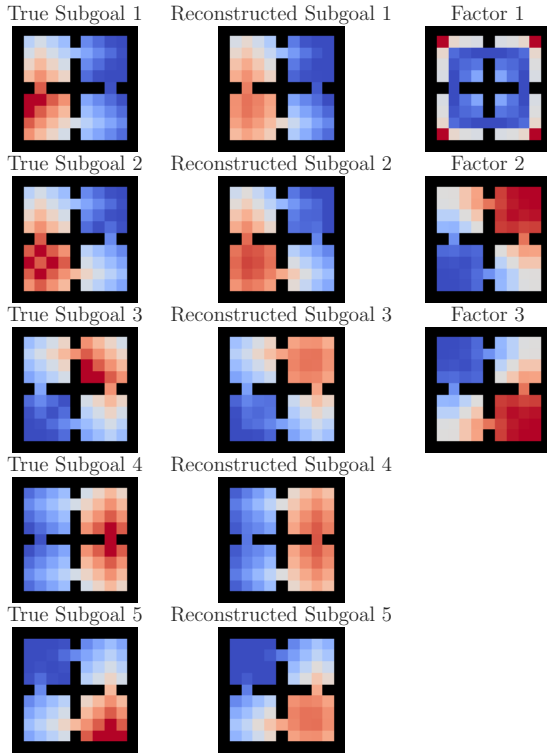 True Subgoal 1 Reconstructed Subgoal 1 Factor 1
True Subgoal 2 Reconstructed Subgoal 2 Factor 2
True Subgoal 3 Reconstructed Subgoal 3 Factor 3
True Subgoal 4 Reconstructed Subgoal 4
True Subgoal 5 Reconstructed Subgoal 5